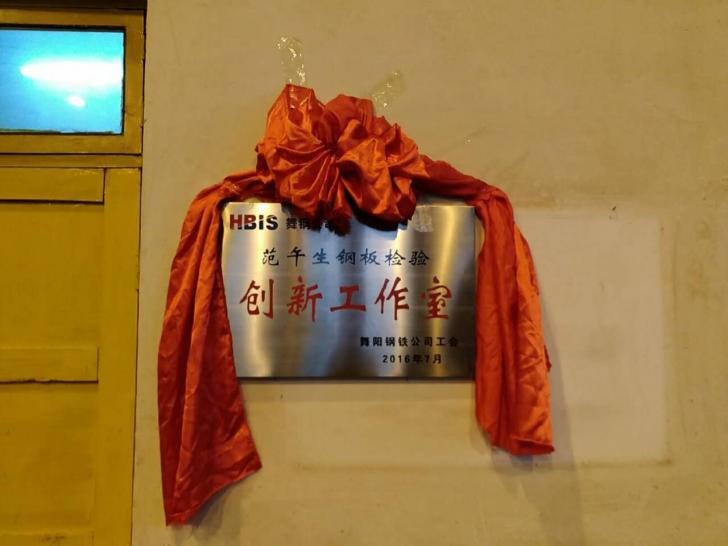 HBIS 舞钢
范午生钢板检验
创新工作室
舞阳钢铁公司工会
2016年7月